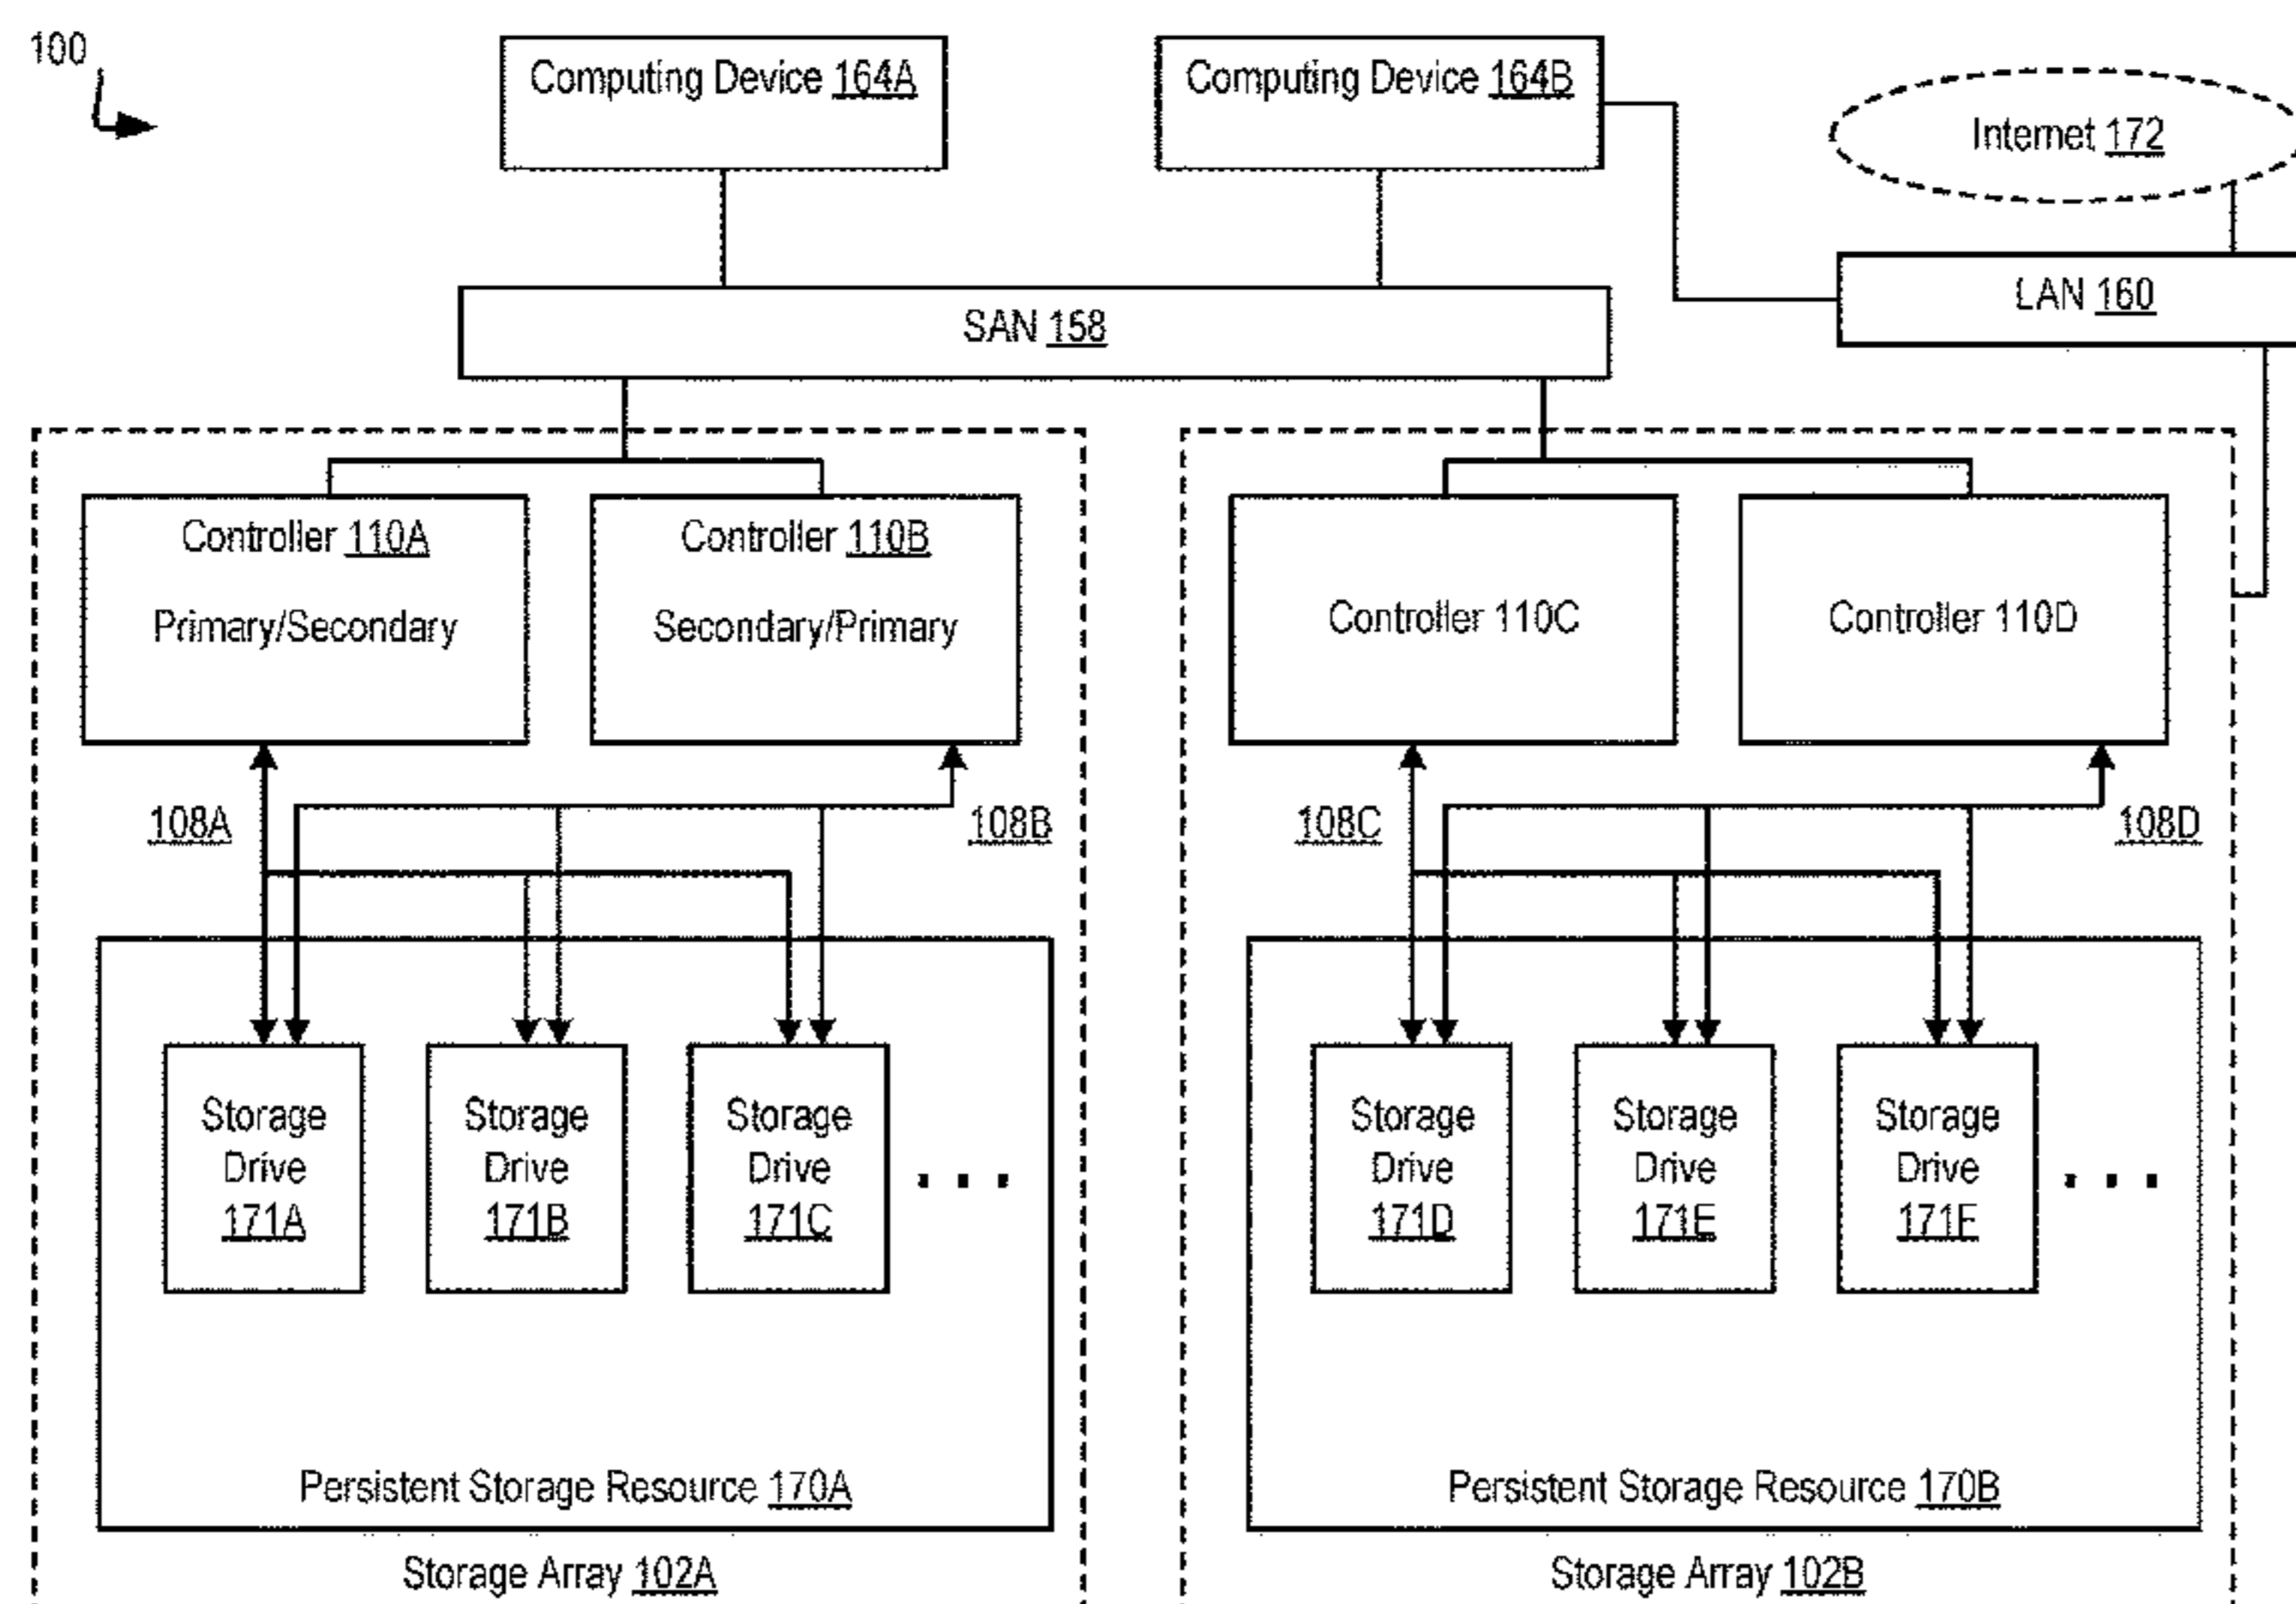 100
Computing Device 164A
Computing Device 164B
Internet 172
LAN 160
SAN 158
Controller 110A
Primary/Secondary
Controller 110B
Secondary/Primary
Controller 110C
Controller 110D
108A
108B
108C
108D
Storage
Drive
171A
Storage
Drive
171B
Storage
Drive
171C
. . .
Storage
Drive
171D
Storage
Drive
171E
Storage
Drive
171F
. . .
Persistent Storage Resource 170A
Persistent Storage Resource 170B
Storage Array 102A
Storage Array 102B